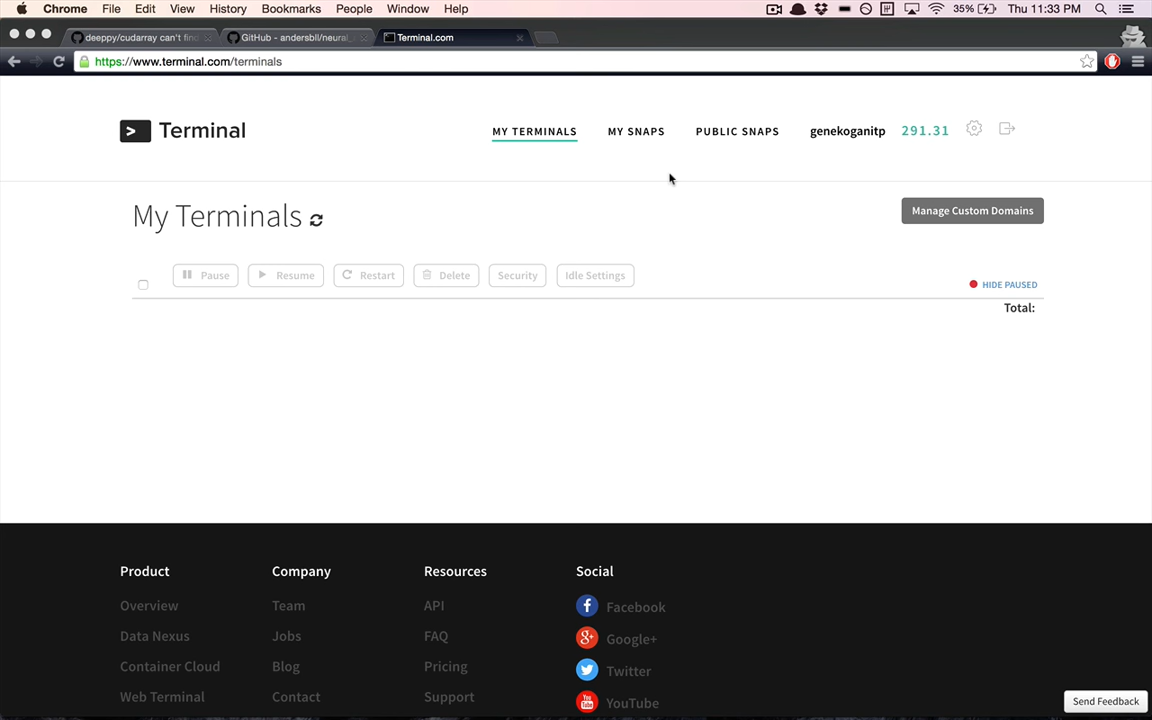 Chrome File Edit View History Bookmarks People Window Help 35% Thu 11:33 PM
deeppy/cudarray can't find GitHub - andersbll/neural_ Terminal.com
https://www.terminal.com/terminals
> Terminal MY TERMINALS MY SNAPS PUBLIC SNAPS genekoganitp 291.31
My Terminals Manage Custom Domains
Pause Resume Restart Delete Security Idle Settings HIDE PAUSED
Total:
Product Company Resources Social
Overview Team API Facebook
Data Nexus Jobs FAQ Google+
Container Cloud Blog Pricing Twitter
Web Terminal Contact Support YouTube
Send Feedback